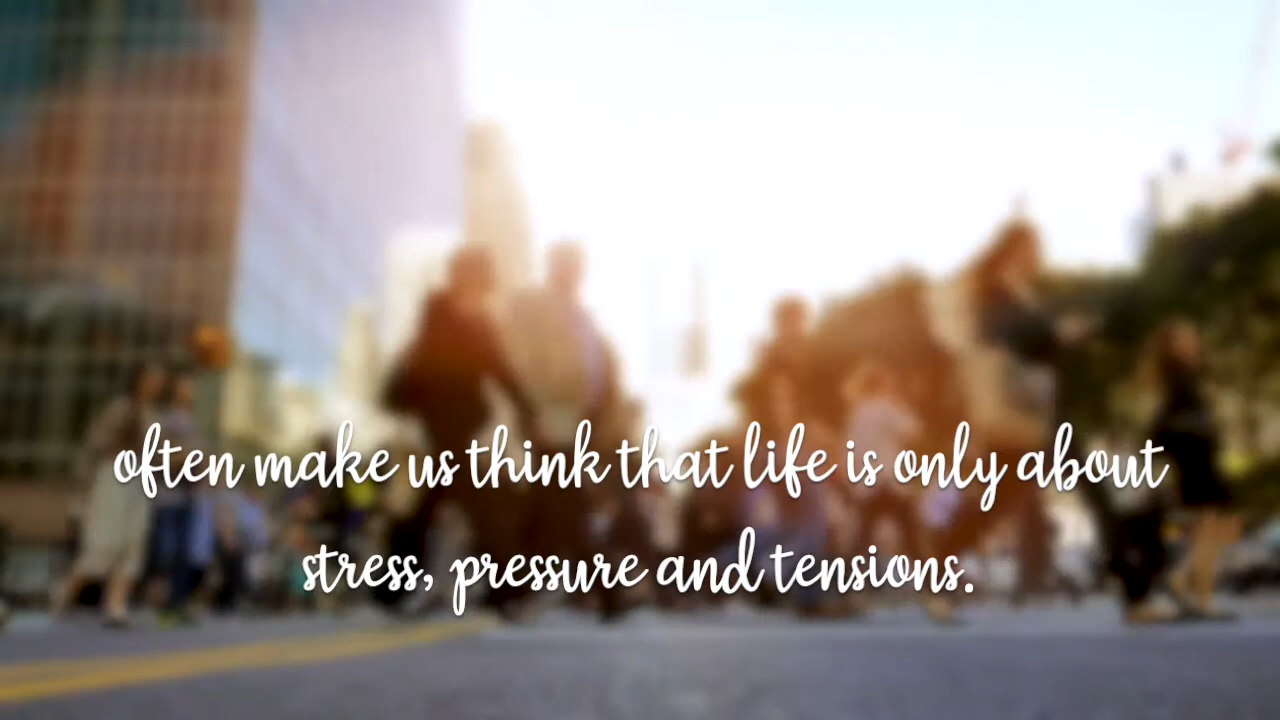 often make us think that life is only about
stress, pressure and tensions.